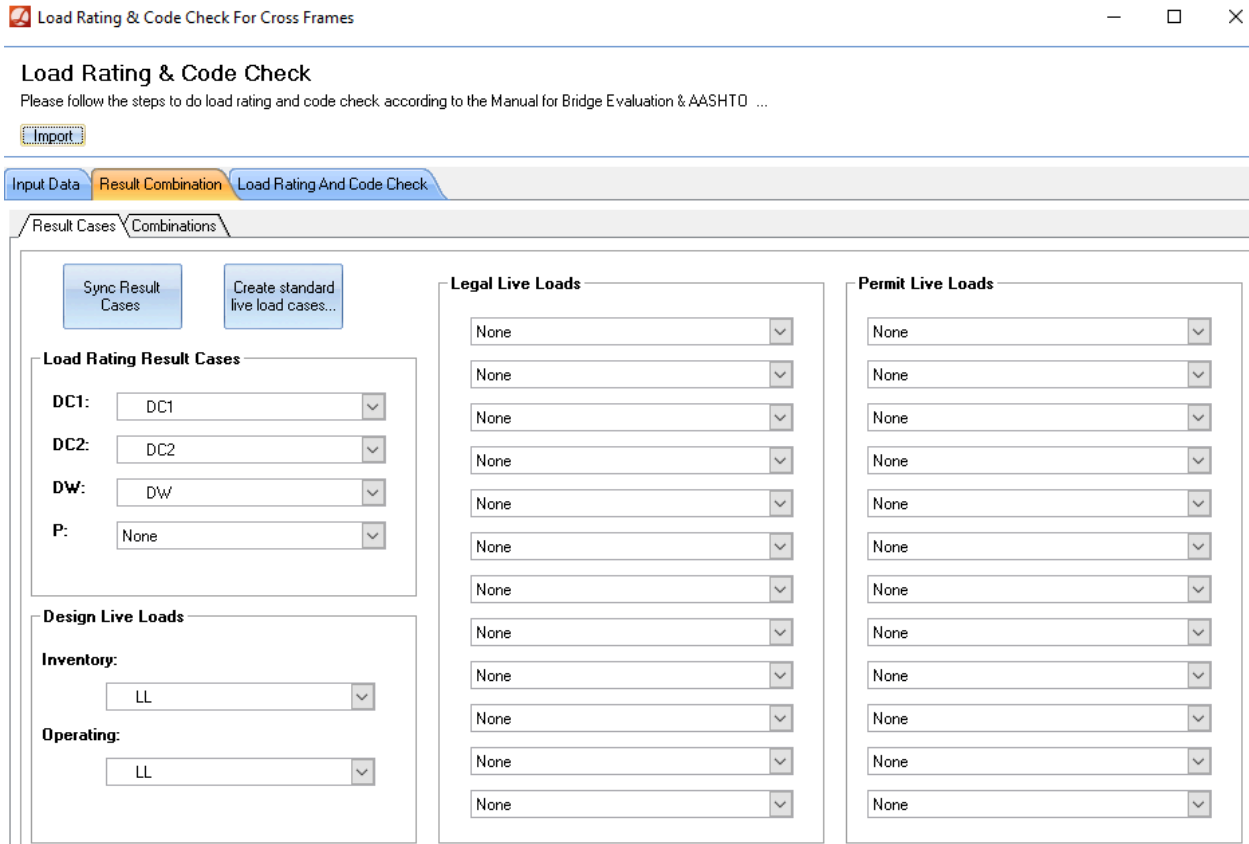 Load Rating & Code Check For Cross Frames
Load Rating & Code Check
Please follow the steps to do load rating and code check according to the Manual for Bridge Evaluation & AASHTO ...
Import
Input Data Result Combination Load Rating And Code Check
Result Cases Combinations
Sync Result
Cases
Create standard
live load cases...
Load Rating Result Cases
DC1: DC1
DC2: DC2
DW: DW
P: None
Design Live Loads
Inventory:
LL
Operating:
LL
Legal Live Loads
None
None
None
None
None
None
None
None
None
None
None
None
Permit Live Loads
None
None
None
None
None
None
None
None
None
None
None
None